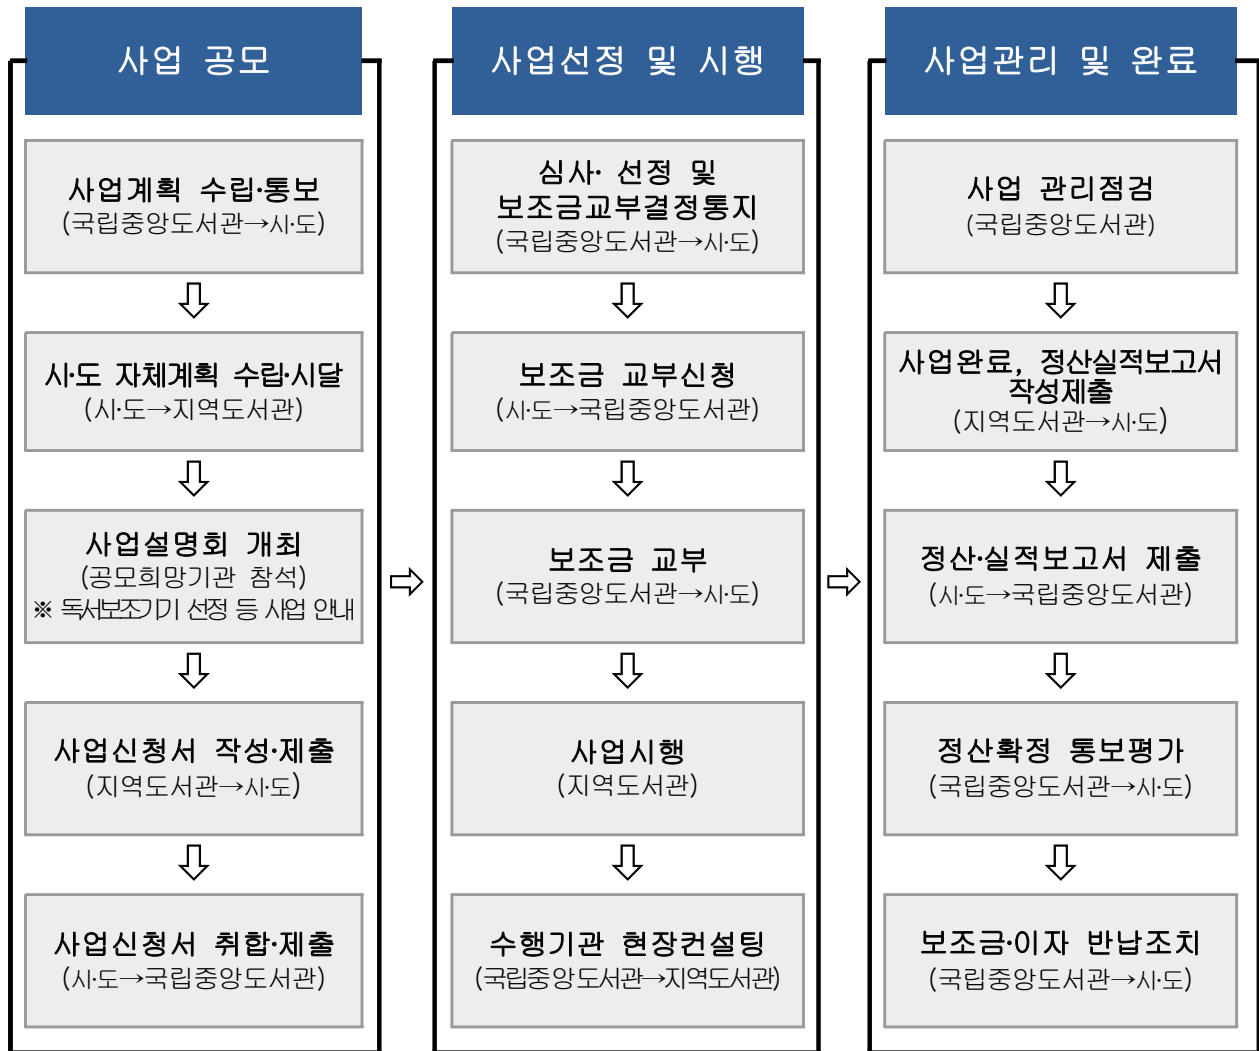 사업 공모
사업계획 수립·통보
(국립중앙도서관→시·도)
시·도 자체계획 수립·시달
(시·도→지역도서관)
사업설명회 개최
(공모희망기관 참석)
※ 독서보조기기 선정 등 사업 안내
사업신청서 작성·제출
(지역도서관→시·도)
사업신청서 취합·제출
(시·도→국립중앙도서관)
사업선정 및 시행
심사· 선정 및
보조금교부결정통지
(국립중앙도서관→시·도)
보조금 교부신청
(시·도→국립중앙도서관)
보조금 교부
(국립중앙도서관→시·도)
사업시행
(지역도서관)
수행기관 현장컨설팅
(국립중앙도서관→지역도서관)
사업관리 및 완료
사업 관리점검
(국립중앙도서관)
사업완료, 정산실적보고서
작성제출
(지역도서관→시·도)
정산·실적보고서 제출
(시·도→국립중앙도서관)
정산확정 통보평가
(국립중앙도서관→시·도)
보조금·이자 반납조치
(국립중앙도서관→시·도)